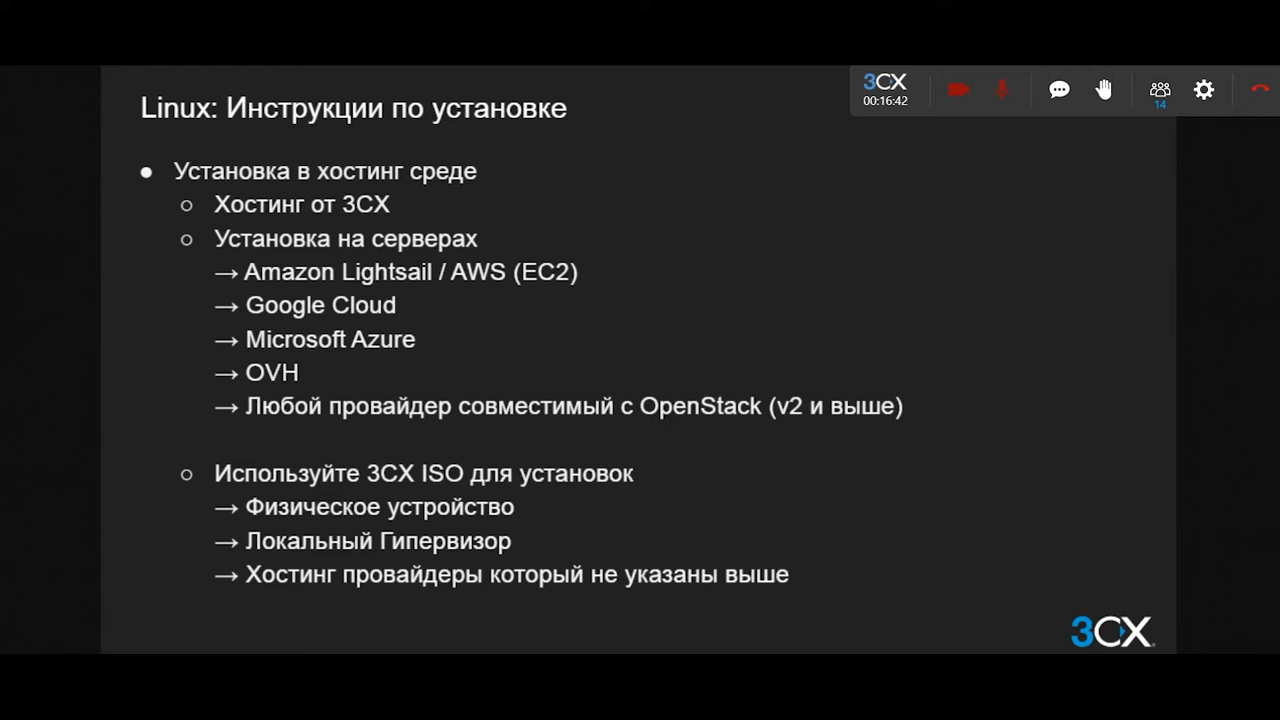 3CX
00:16:42
14
Linux: Инструкции по установке
● Установка в хостинг среде
○ Хостинг от 3CX
○ Установка на серверах
→ Amazon Lightsail / AWS (EC2)
→ Google Cloud
→ Microsoft Azure
→ OVH
→ Любой провайдер совместимый с OpenStack (v2 и выше)
○ Используйте 3CX ISO для установок
→ Физическое устройство
→ Локальный Гипервизор
→ Хостинг провайдеры который не указаны выше
3CX